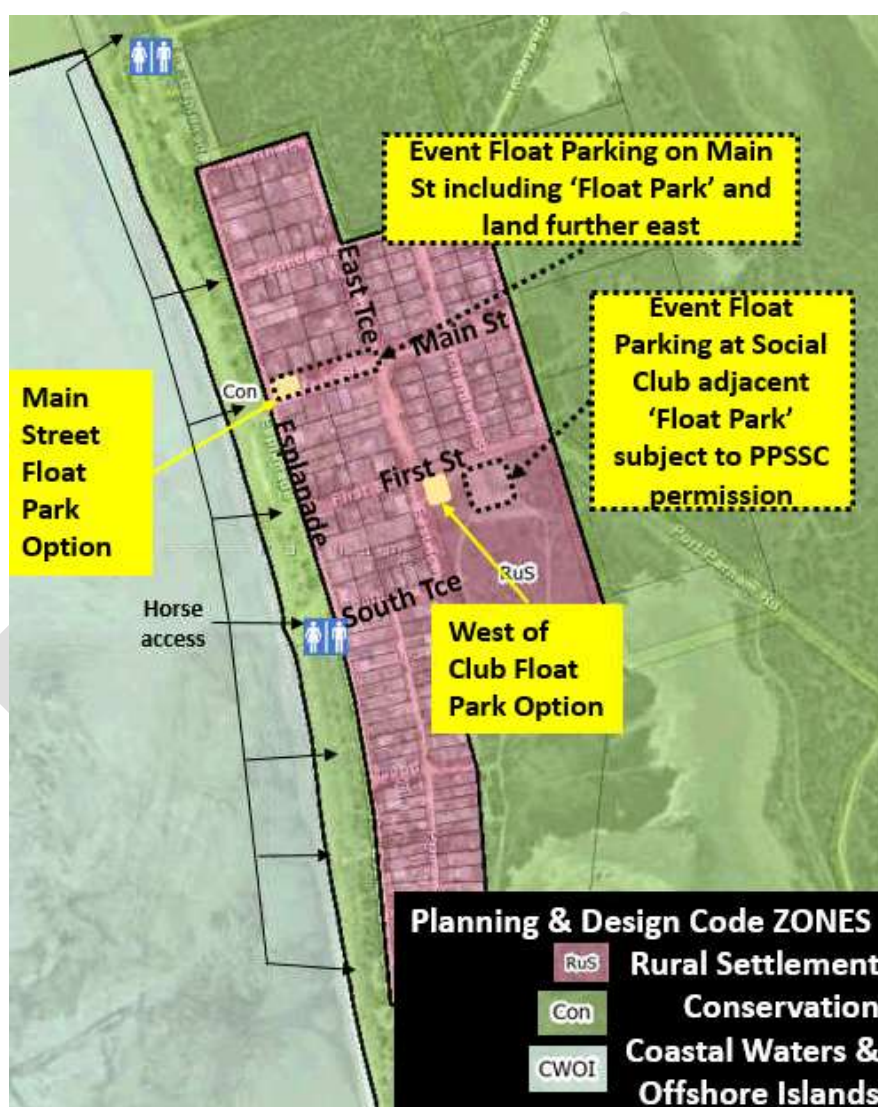 Event Float Parking on Main
St including ‘Float Park’ and
land further east
Event Float
Parking at Social
Club adjacent
‘Float Park’
subject to PPSSC
permission
East Tce
Main St
Con
Main
Street
Float
Park
Option
Esplanade
First St
Port Parham Rd
RuS
South Tce
Horse
access
West of
Club Float
Park Option
Planning & Design Code ZONES
RuS Rural Settlement
Con Conservation
CWOI Coastal Waters &
Offshore Islands